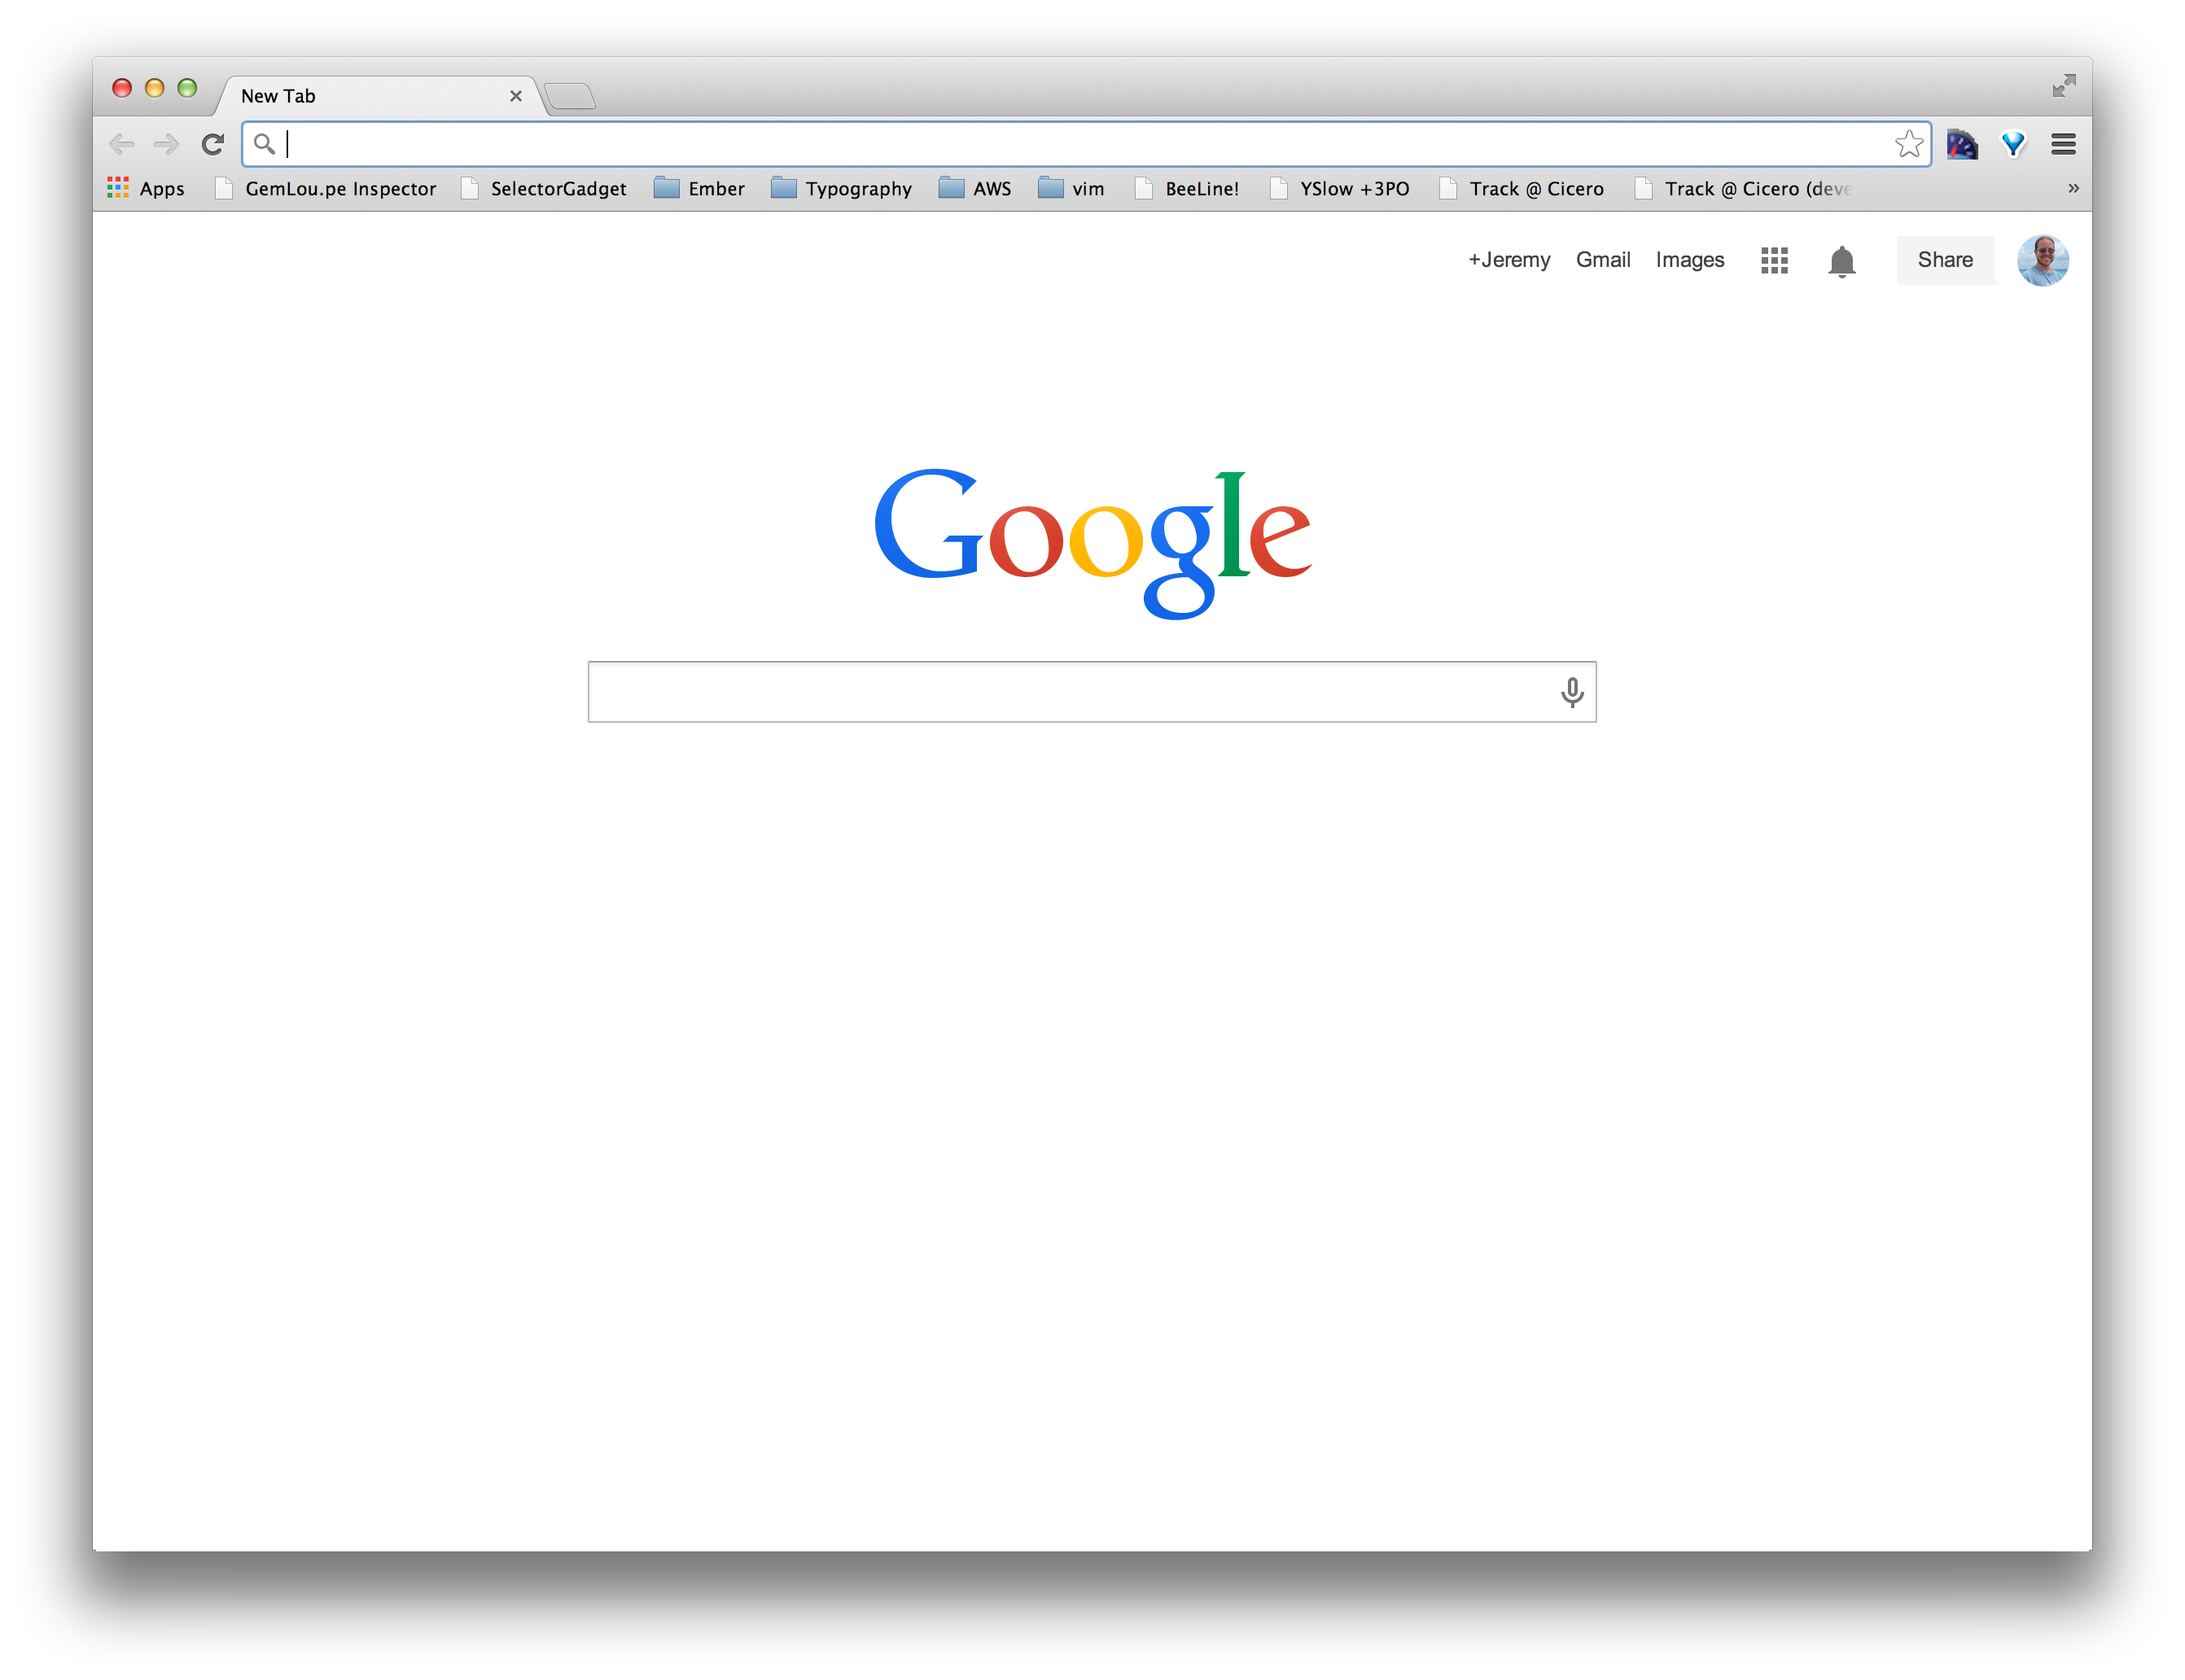 New Tab
Apps GemLou.pe Inspector SelectorGadget Ember Typography AWS vim BeeLine! YSlow +3PO Track @ Cicero Track @ Cicero (deve »
+Jeremy Gmail Images Share
Google